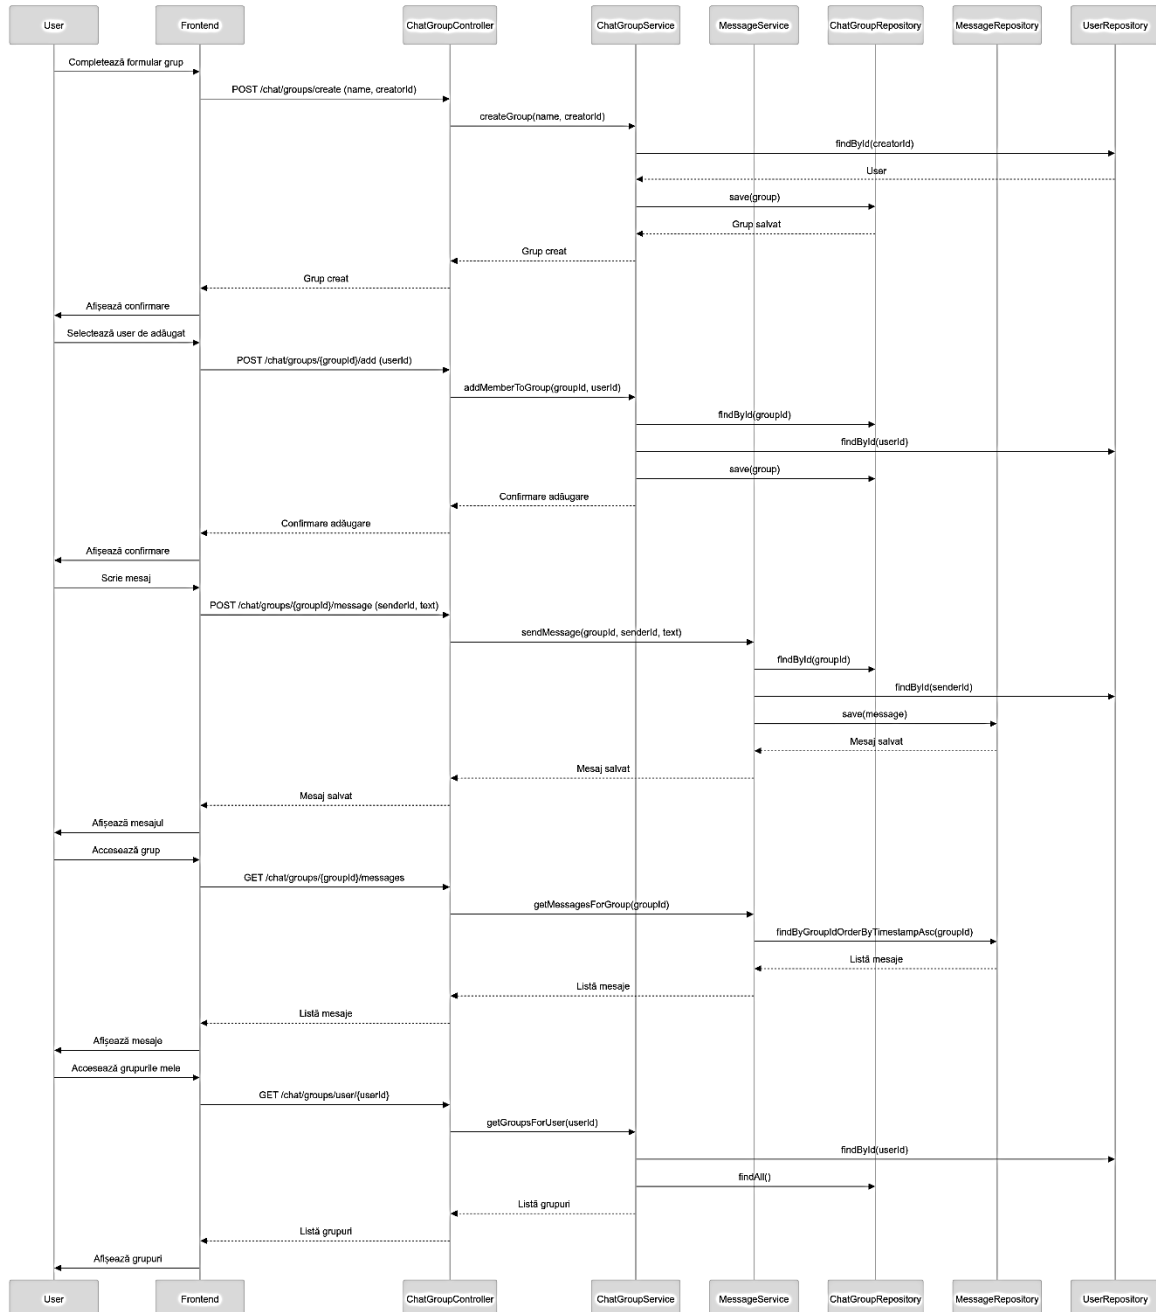 User
Frontend
ChatGroupController
ChatGroupService
MessageService
ChatGroupRepository
MessageRepository
UserRepository
Completează formular grup
POST /chat/groups/create (name, creatorId)
createGroup(name, creatorId)
findById(creatorId)
User
save(group)
Grup salvat
Grup creat
Grup creat
Afișează confirmare
Selectează user de adăugat
POST /chat/groups/{groupId}/add (userId)
addMemberToGroup(groupId, userId)
findById(groupId)
findById(userId)
save(group)
Confirmare adăugare
Confirmare adăugare
Afișează confirmare
Scrie mesaj
POST /chat/groups/{groupId}/message (senderId, text)
sendMessage(groupId, senderId, text)
findById(groupId)
findById(senderId)
save(message)
Mesaj salvat
Mesaj salvat
Mesaj salvat
Afișează mesajul
Accesează grup
GET /chat/groups/{groupId}/messages
getMessagesForGroup(groupId)
findByGroupIdOrderByTimestampAsc(groupId)
Listă mesaje
Listă mesaje
Listă mesaje
Afișează mesaje
Accesează grupurile mele
GET /chat/groups/user/{userId}
getGroupsForUser(userId)
findById(userId)
findAll()
Listă grupuri
Listă grupuri
Afișează grupuri
User
Frontend
ChatGroupController
ChatGroupService
MessageService
ChatGroupRepository
MessageRepository
UserRepository